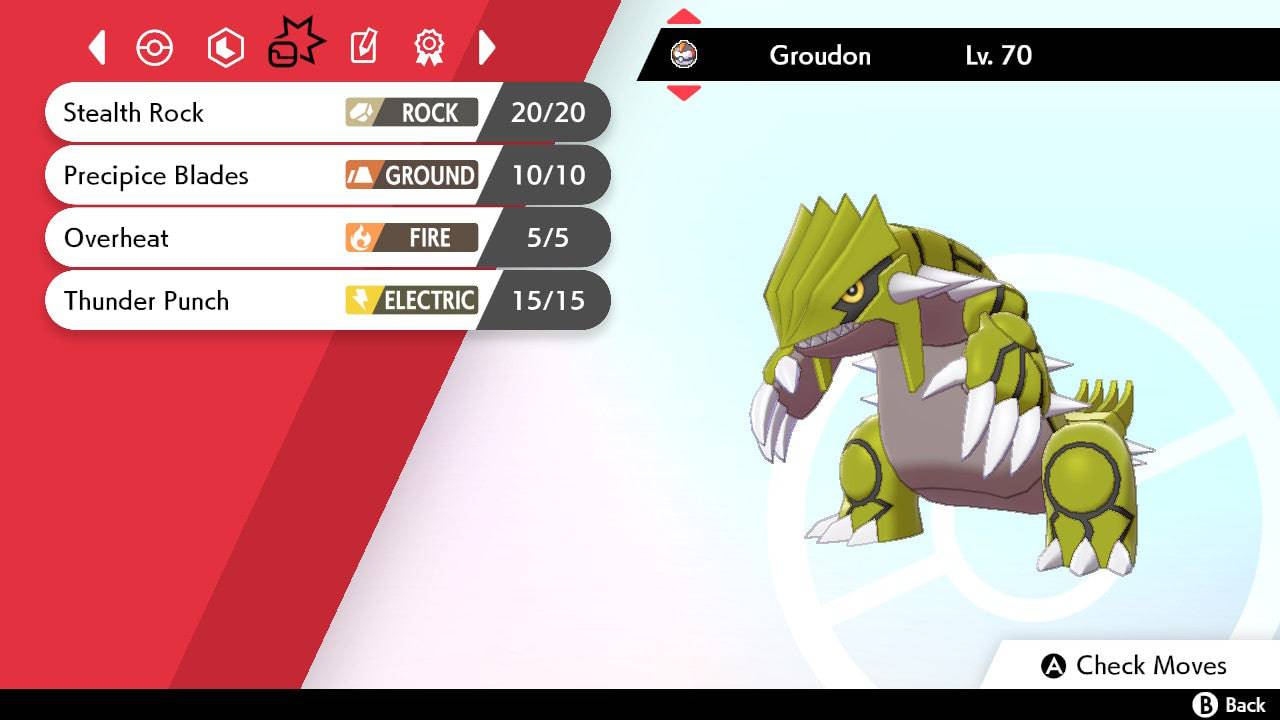 Groudon Lv. 70
Stealth Rock ROCK 20/20
Precipice Blades GROUND 10/10
Overheat FIRE 5/5
Thunder Punch ELECTRIC 15/15
A Check Moves
B Back